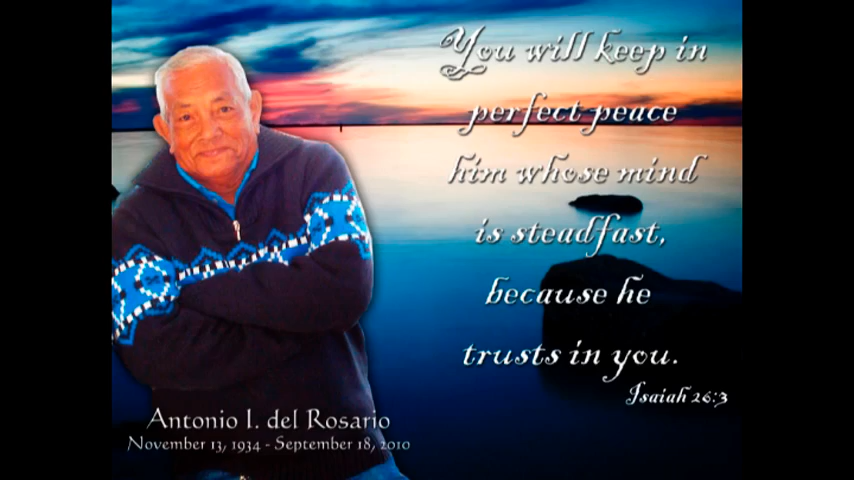 You will keep in
perfect peace
him whose mind
is steadfast,
because he
trusts in you.
Isaiah 26:3
Antonio I. del Rosario
November 13, 1934 - September 18, 2010